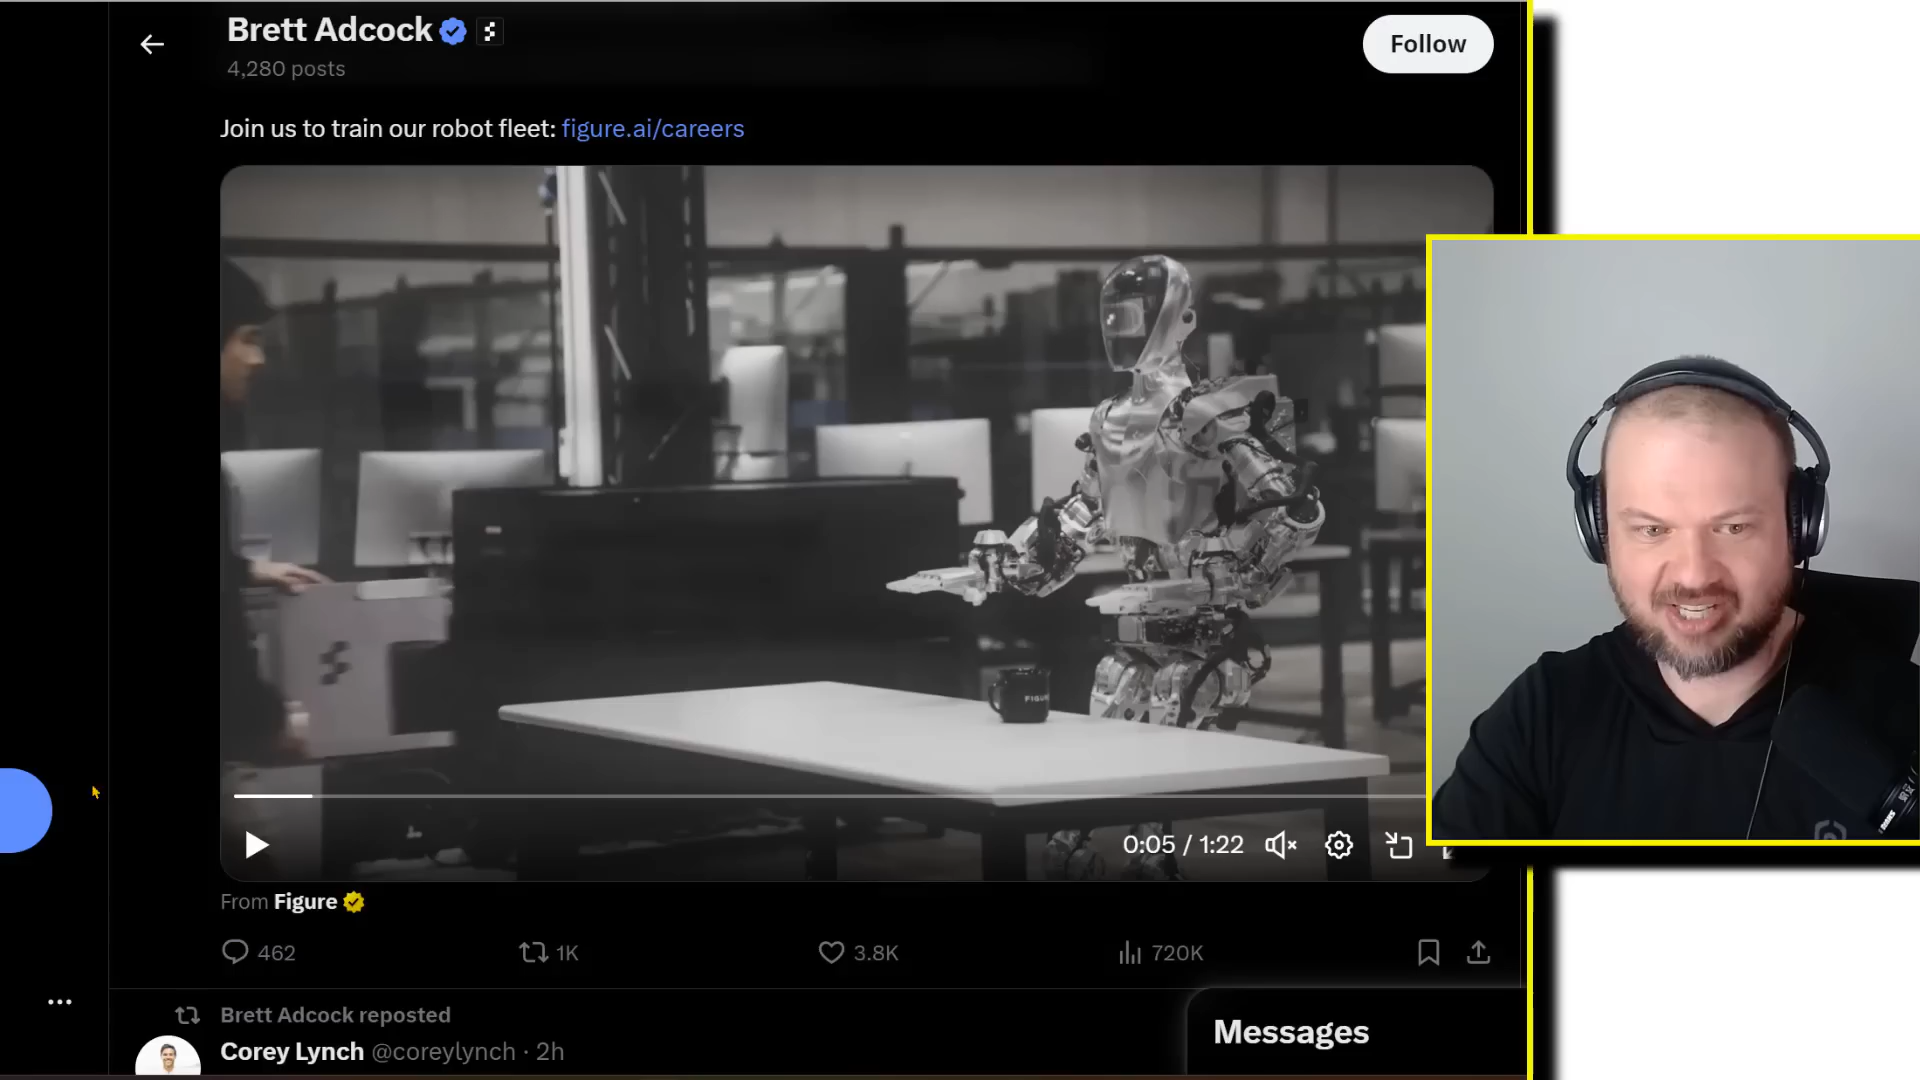 Brett Adcock
4,280 posts
Follow
Join us to train our robot fleet: figure.ai/careers
0:05 / 1:22
From Figure
462
1K
3.8K
720K
Brett Adcock reposted
Corey Lynch @coreylynch · 2h
Messages